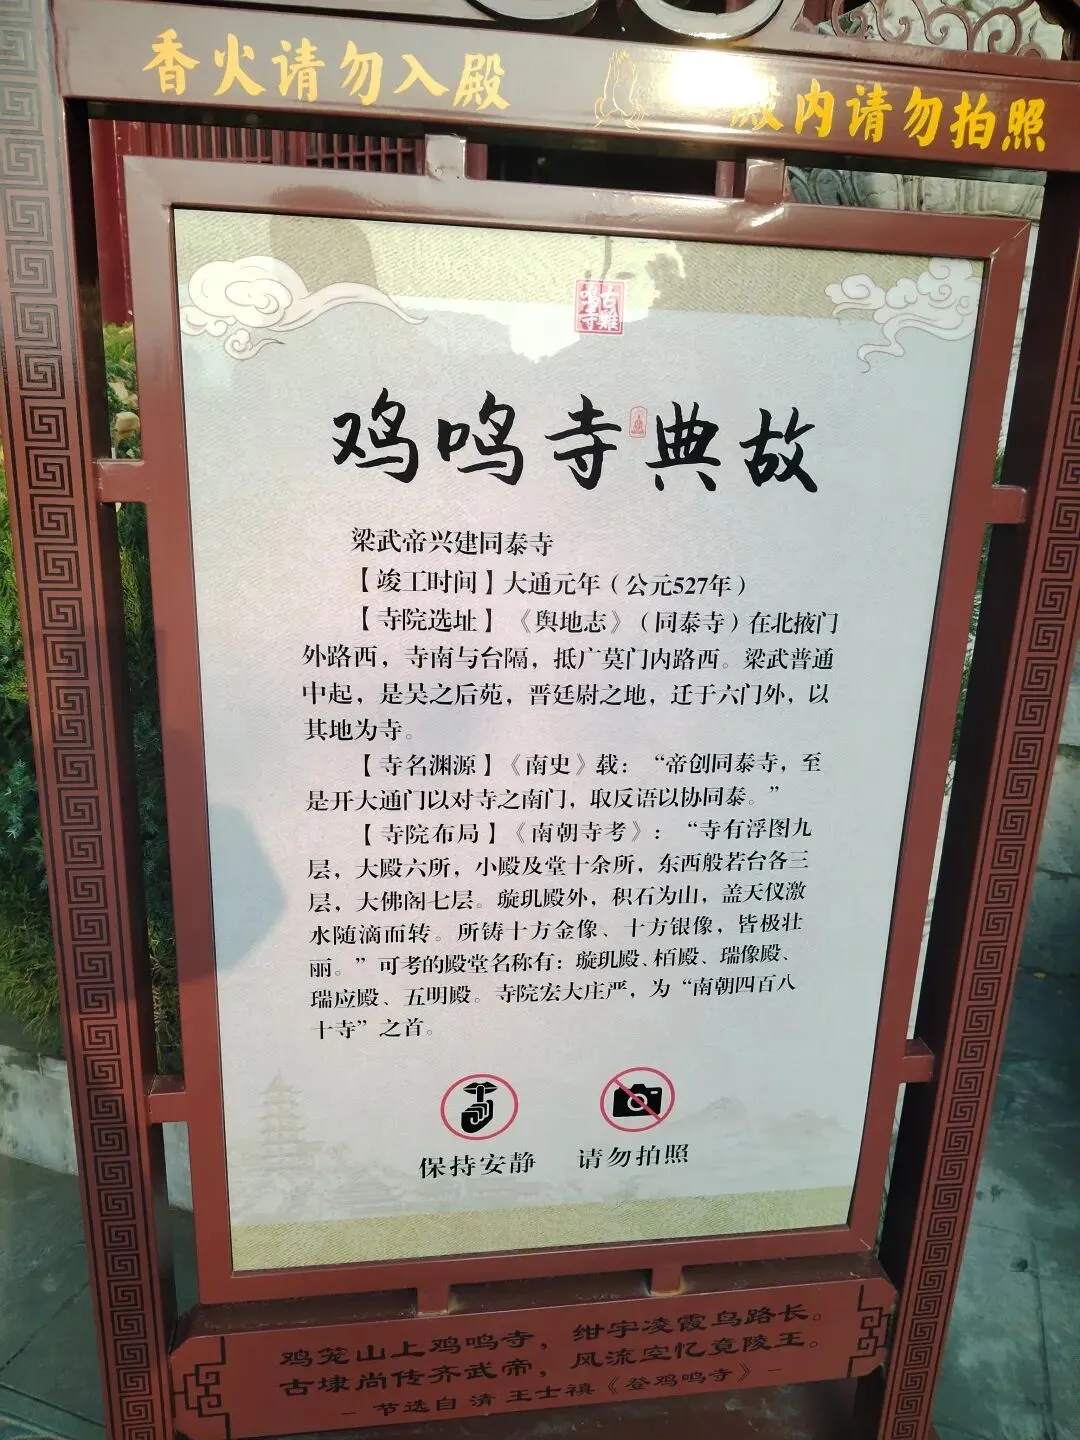 香火请勿入殿
殿内请勿拍照
古鸡鸣寺
鸡鸣寺典故
梁武帝兴建同泰寺
【竣工时间】大通元年（公元527年）
【寺院选址】《舆地志》（同泰寺）在北掖门
外路西，寺南与台隔，抵广莫门内路西。梁武普通
中起，是吴之后苑，晋廷尉之地，迁于六门外，以
其地为寺。
【寺名渊源】《南史》载：“帝创同泰寺，至
是开大通门以对寺之南门，取反语以协同泰。”
【寺院布局】《南朝寺考》：“寺有浮图九
层，大殿六所，小殿及堂十余所，东西般若台各三
层，大佛阁七层。璇玑殿外，积石为山，盖天仪激
水随滴而转。所铸十方金像、十方银像，皆极壮
丽。”可考的殿堂名称有：璇玑殿、栢殿、瑞像殿、
瑞应殿、五明殿。寺院宏大庄严，为“南朝四百八
十寺”之首。
保持安静
请勿拍照
鸡笼山上鸡鸣寺，绀宇凌霞鸟路长。
古埭尚传齐武帝，风流空忆竟陵王。
– 节选自 清 王士禛《登鸡鸣寺》–